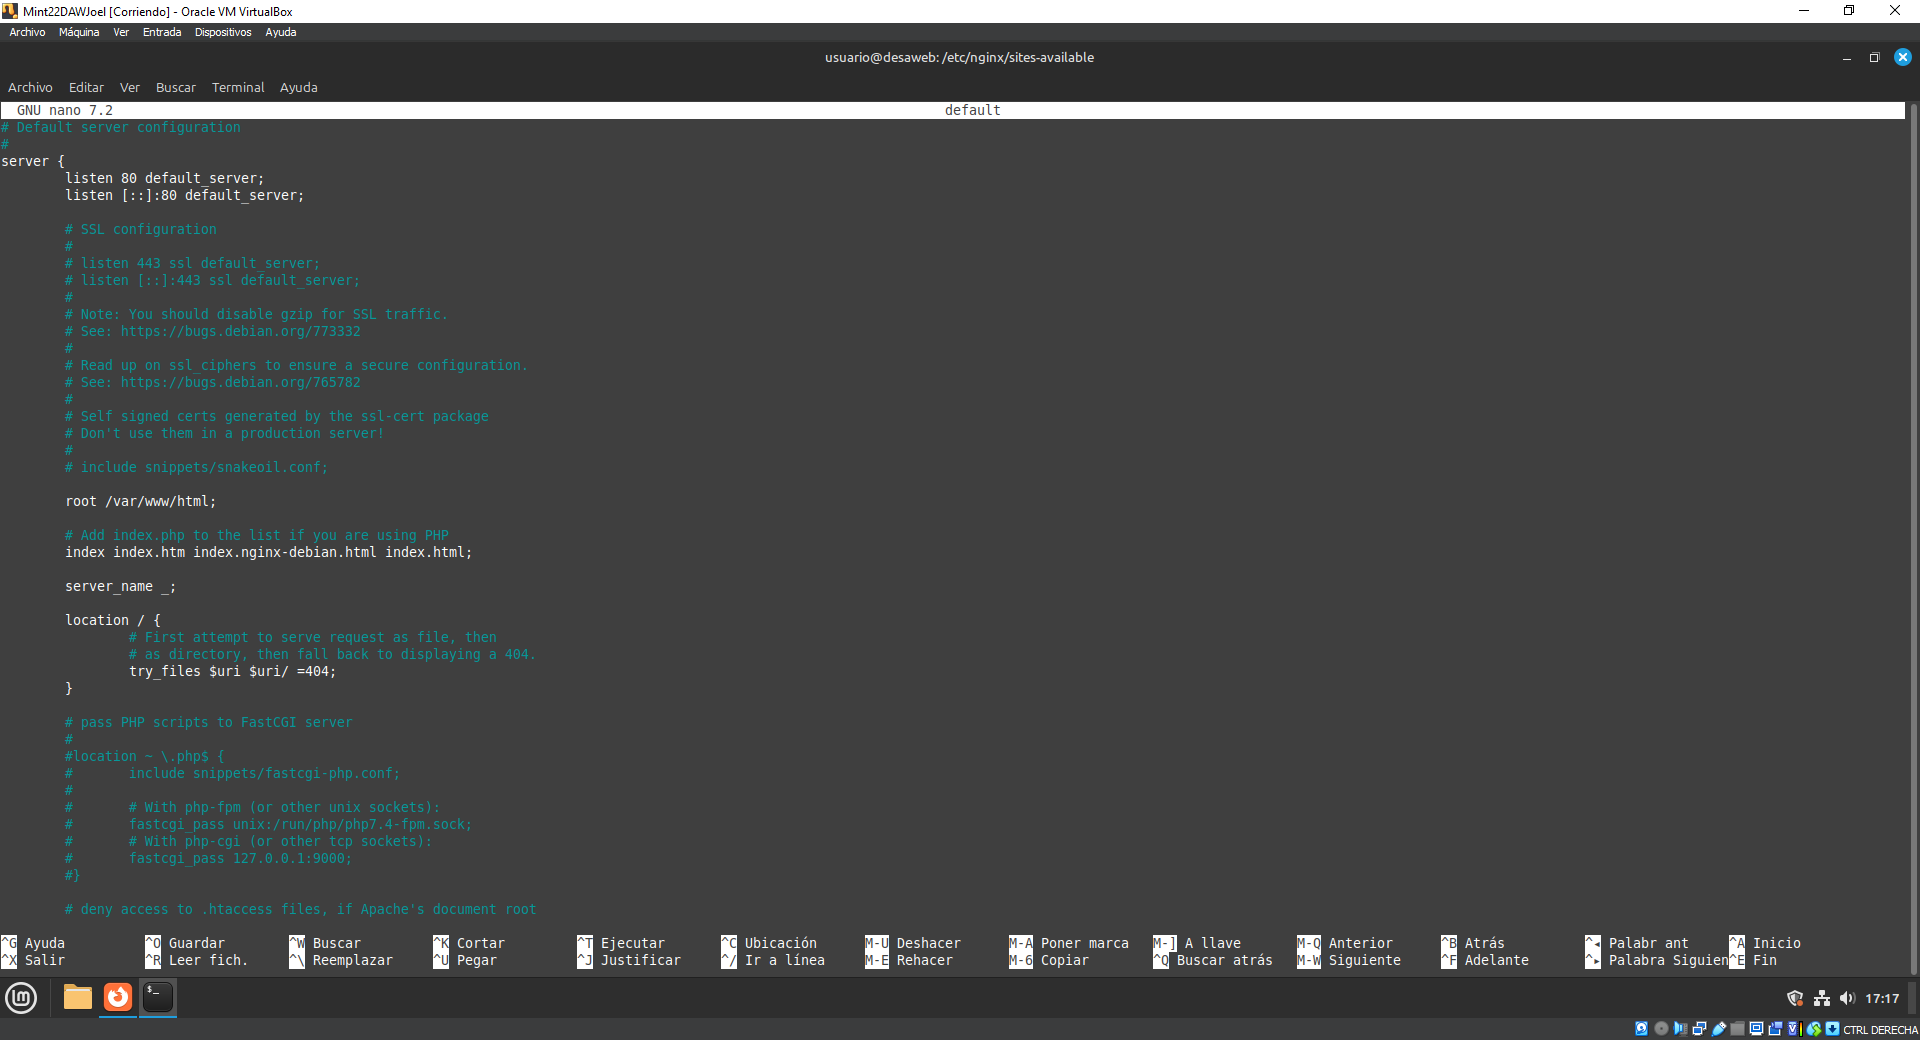 Mint22DAWJoel [Corriendo] - Oracle VM VirtualBox
Archivo Máquina Ver Entrada Dispositivos Ayuda
usuario@desaweb: /etc/nginx/sites-available
Archivo Editar Ver Buscar Terminal Ayuda
GNU nano 7.2 default
# Default server configuration
#
server {
        listen 80 default_server;
        listen [::]:80 default_server;

        # SSL configuration
        #
        # listen 443 ssl default_server;
        # listen [::]:443 ssl default_server;
        #
        # Note: You should disable gzip for SSL traffic.
        # See: https://bugs.debian.org/773332
        #
        # Read up on ssl_ciphers to ensure a secure configuration.
        # See: https://bugs.debian.org/765782
        #
        # Self signed certs generated by the ssl-cert package
        # Don't use them in a production server!
        #
        # include snippets/snakeoil.conf;

        root /var/www/html;

        # Add index.php to the list if you are using PHP
        index index.htm index.nginx-debian.html index.html;

        server_name _;

        location / {
                # First attempt to serve request as file, then
                # as directory, then fall back to displaying a 404.
                try_files $uri $uri/ =404;
        }

        # pass PHP scripts to FastCGI server
        #
        #location ~ \.php$ {
        #       include snippets/fastcgi-php.conf;
        #
        #       # With php-fpm (or other unix sockets):
        #       fastcgi_pass unix:/run/php/php7.4-fpm.sock;
        #       # With php-cgi (or other tcp sockets):
        #       fastcgi_pass 127.0.0.1:9000;
        #}

        # deny access to .htaccess files, if Apache's document root
^G Ayuda ^O Guardar ^W Buscar ^K Cortar ^T Ejecutar ^C Ubicación M-U Deshacer M-A Poner marca M-] A llave M-Q Anterior ^B Atrás ^◂ Palabr ant ^A Inicio
^X Salir ^R Leer fich. ^\ Reemplazar ^U Pegar ^J Justificar ^/ Ir a línea M-E Rehacer M-6 Copiar ^Q Buscar atrás M-W Siguiente ^F Adelante ^▸ Palabra Siguien ^E Fin
17:17
CTRL DERECHA